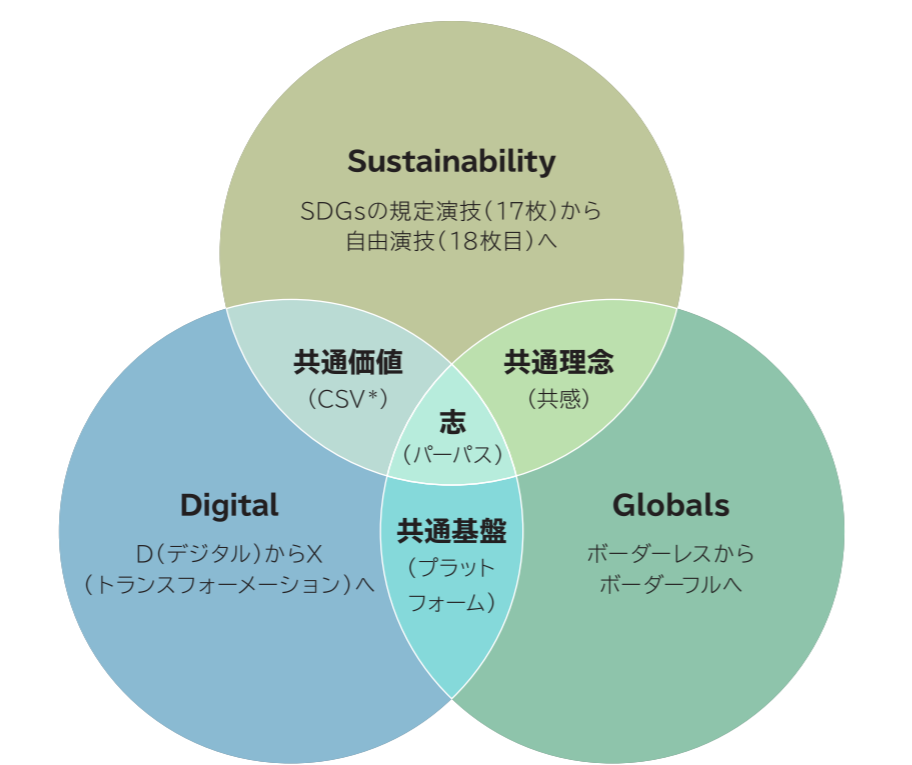 Sustainability
SDGsの規定演技(17枚)から
自由演技(18枚目)へ
共通価値
(CSV*)
共通理念
(共感)
志
(パーパス)
Digital
D(デジタル)からX
(トランスフォーメーション)へ
共通基盤
(プラット
フォーム)
Globals
ボーダーレスから
ボーダーフルへ